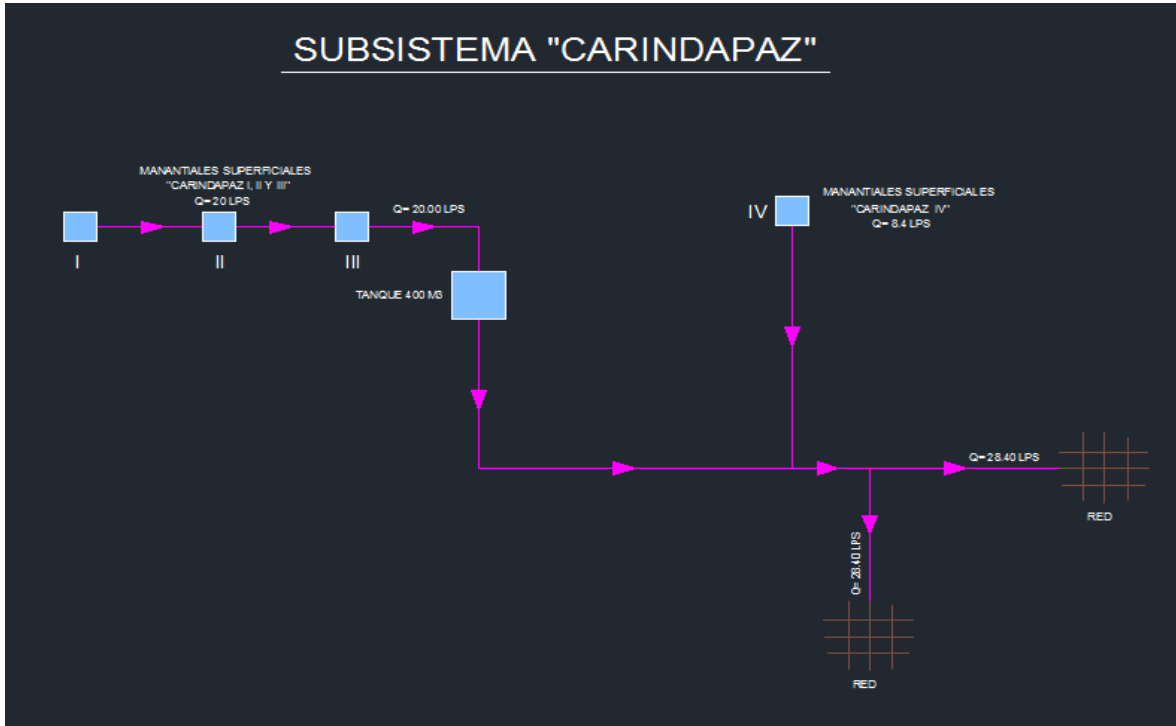 SUBSISTEMA "CARINDAPAZ"
MANANTIALES SUPERFICIALES
"CARINDAPAZ I, II Y III"
Q= 20 LPS
Q= 20.00 LPS
I
II
III
TANQUE 400 M3
IV
MANANTIALES SUPERFICIALES
"CARINDAPAZ IV"
Q= 8.4 LPS
Q= 28.40 LPS
RED
Q= 28.40 LPS
RED